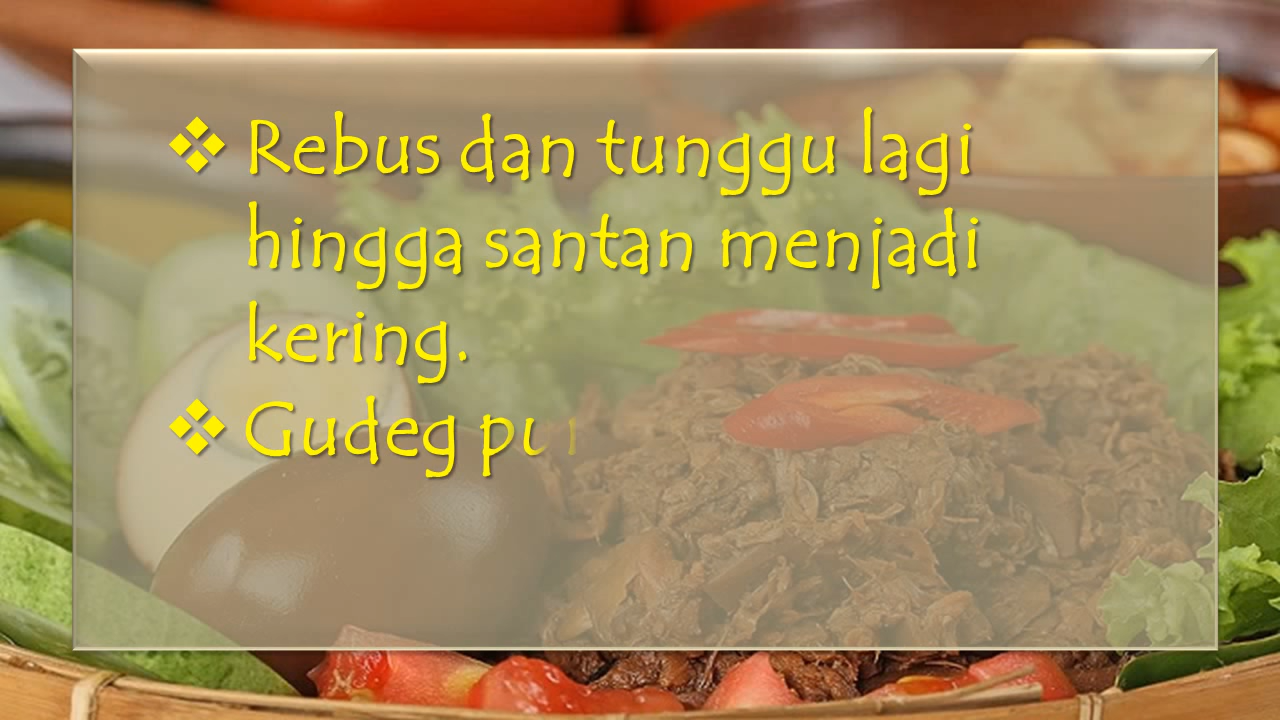 ❖ Rebus dan tunggu lagi
hingga santan menjadi
kering.
❖ Gudeg